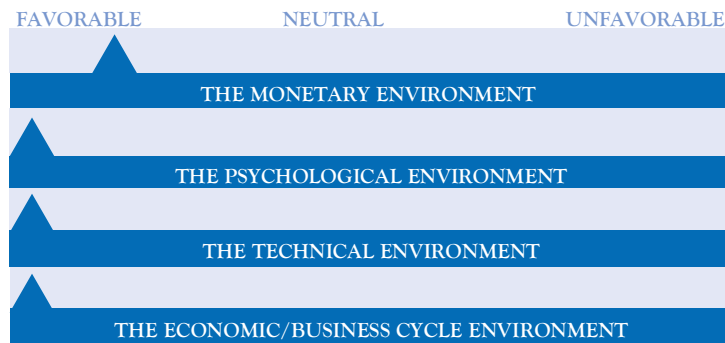 FAVORABLE NEUTRAL UNFAVORABLE
THE MONETARY ENVIRONMENT
THE PSYCHOLOGICAL ENVIRONMENT
THE TECHNICAL ENVIRONMENT
THE ECONOMIC/BUSINESS CYCLE ENVIRONMENT